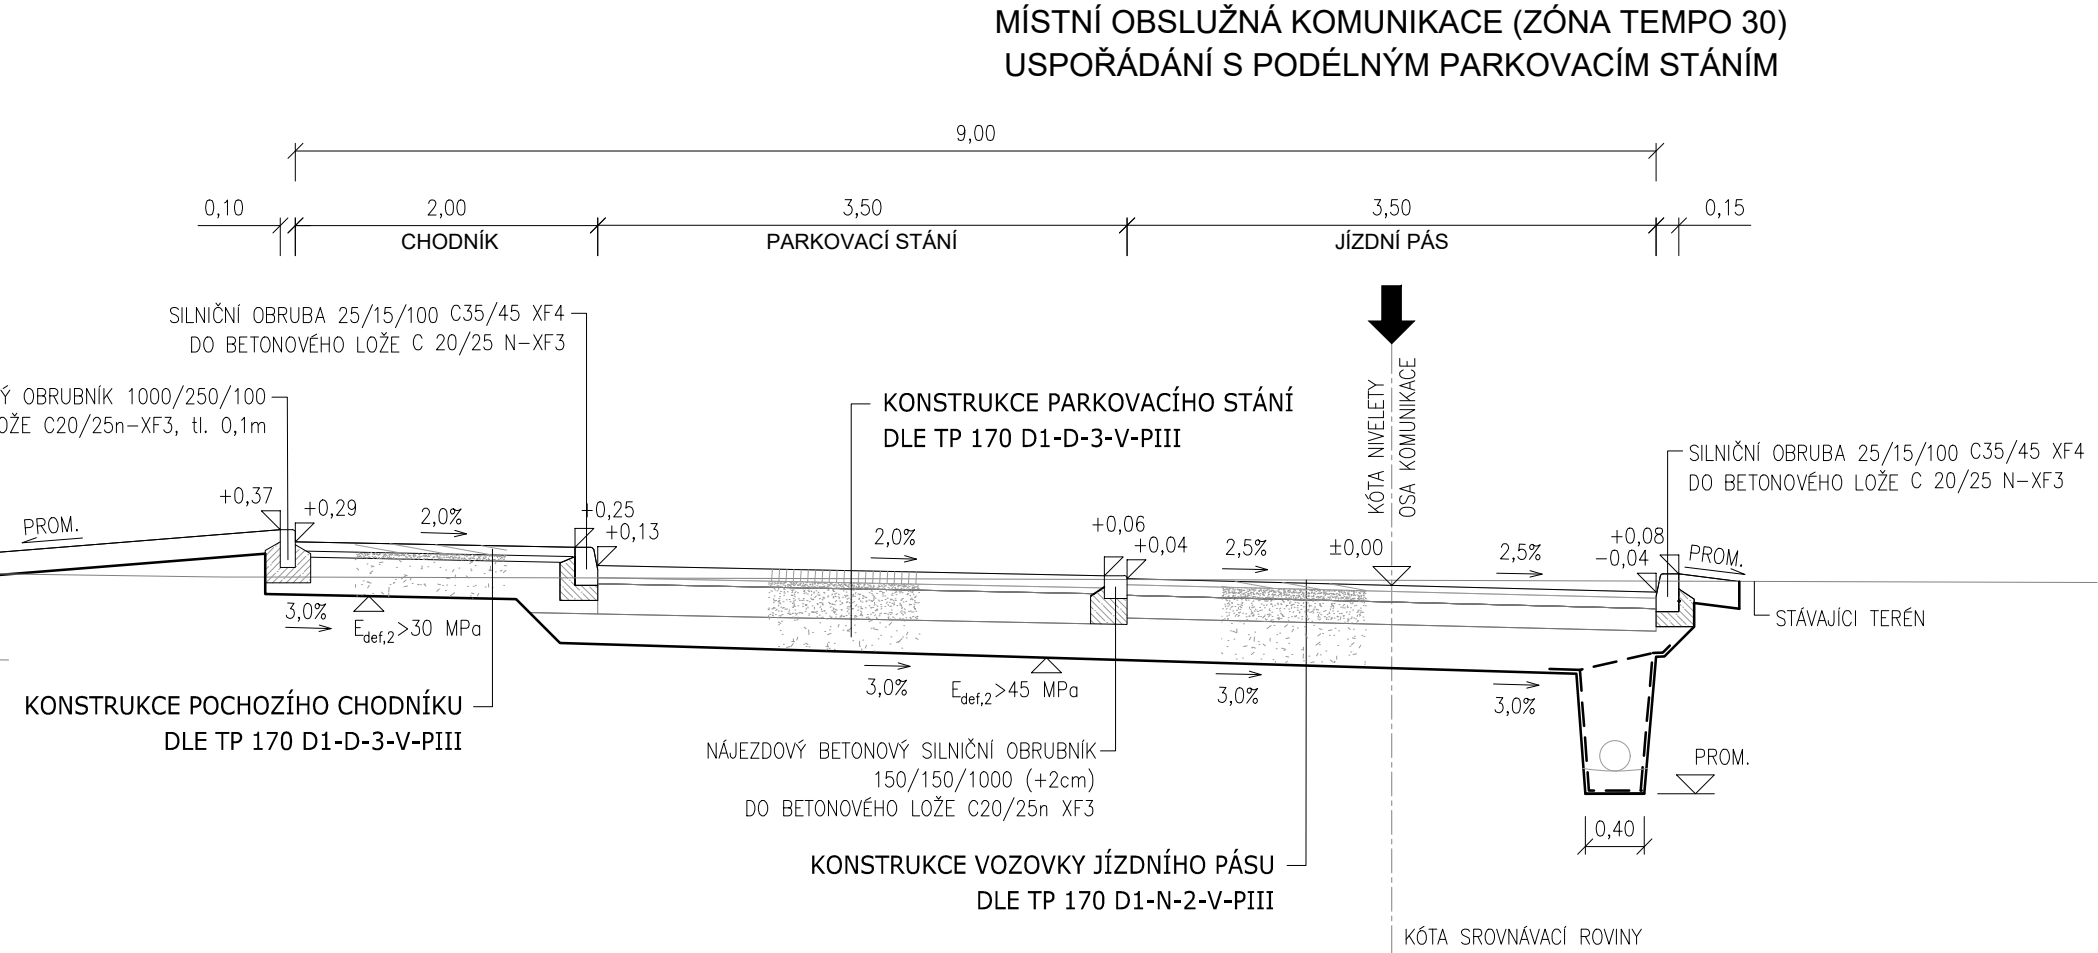 MÍSTNÍ OBSLUŽNÁ KOMUNIKACE (ZÓNA TEMPO 30)
USPOŘÁDÁNÍ S PODÉLNÝM PARKOVACÍM STÁNÍM
9,00
0,10
2,00
3,50
3,50
0,15
CHODNÍK
PARKOVACÍ STÁNÍ
JÍZDNÍ PÁS
SILNIČNÍ OBRUBA 25/15/100 C35/45 XF4
DO BETONOVÉHO LOŽE C 20/25 N-XF3
Ý OBRUBNÍK 1000/250/100
OŽE C20/25n-XF3, tl. 0,1m
KONSTRUKCE PARKOVACÍHO STÁNÍ
DLE TP 170 D1-D-3-V-PIII
KÓTA NIVELETY
OSA KOMUNIKACE
SILNIČNÍ OBRUBA 25/15/100 C35/45 XF4
DO BETONOVÉHO LOŽE C 20/25 N-XF3
+0,37
+0,29
2,0%
+0,25
+0,13
2,0%
+0,06
+0,04
2,5%
±0,00
2,5%
+0,08
-0,04
PROM.
PROM.
3,0%
Edef,2>30 MPa
STÁVAJÍCI TERÉN
3,0%
Edef,2>45 MPa
3,0%
3,0%
KONSTRUKCE POCHOZÍHO CHODNÍKU
DLE TP 170 D1-D-3-V-PIII
NÁJEZDOVÝ BETONOVÝ SILNIČNÍ OBRUBNÍK
150/150/1000 (+2cm)
DO BETONOVÉHO LOŽE C20/25n XF3
PROM.
0,40
KONSTRUKCE VOZOVKY JÍZDNÍHO PÁSU
DLE TP 170 D1-N-2-V-PIII
KÓTA SROVNÁVACÍ ROVINY